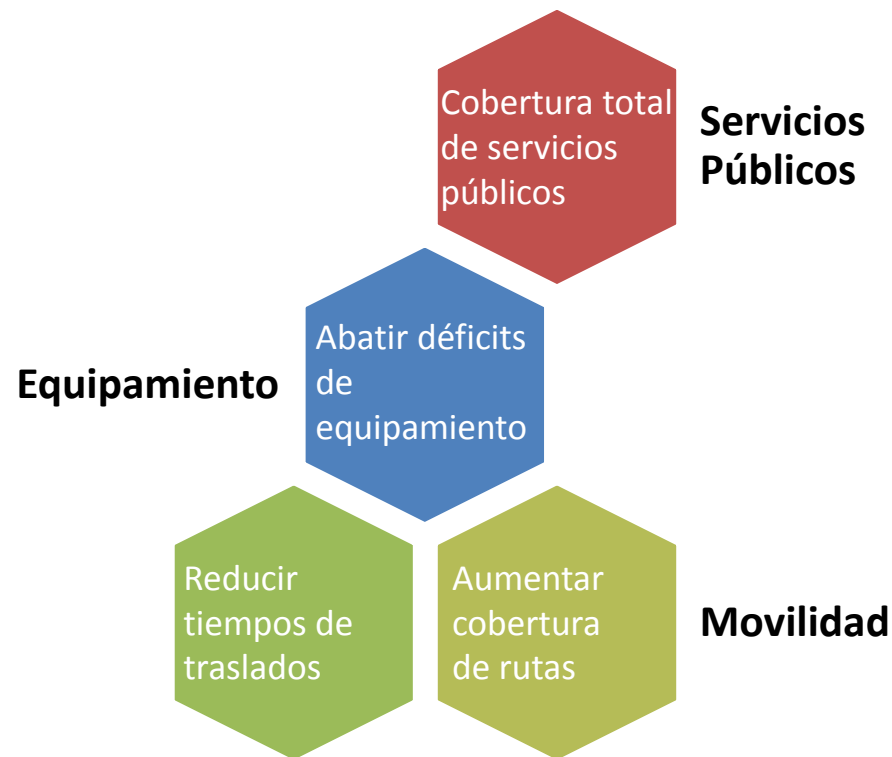 Cobertura total
de servicios
públicos
Servicios
Públicos
Equipamiento
Abatir déficits
de
equipamiento
Reducir
tiempos de
traslados
Aumentar
cobertura
de rutas
Movilidad